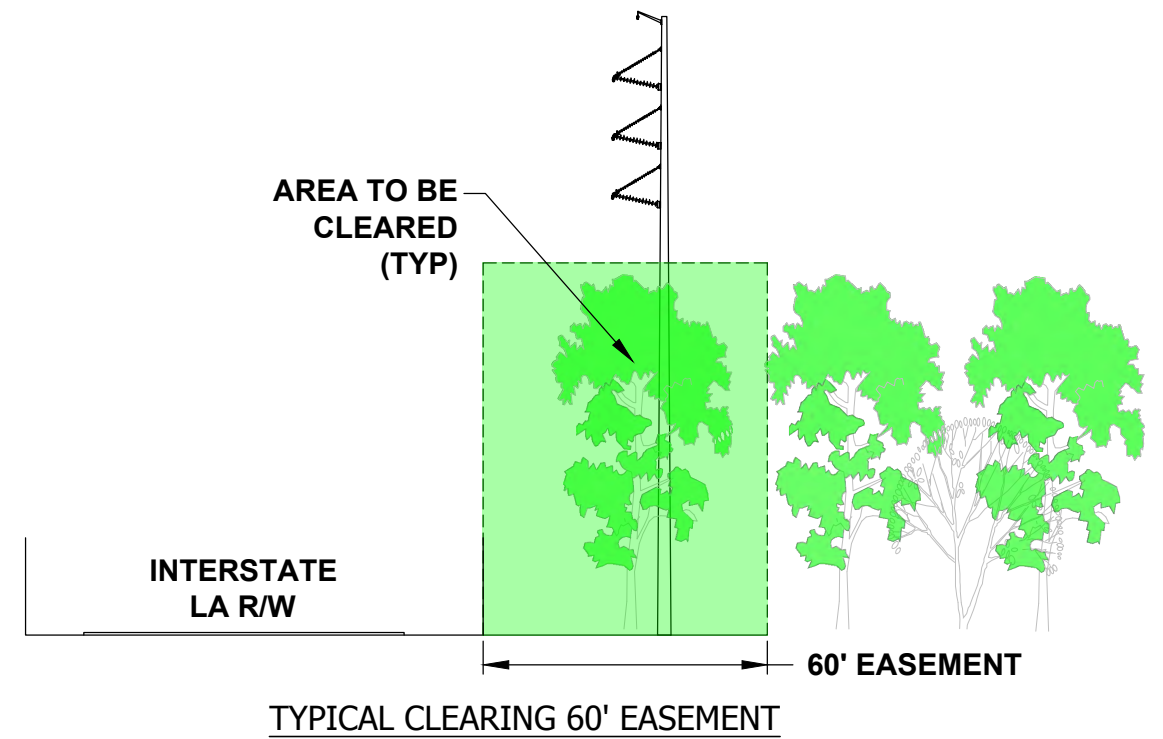 AREA TO BE
CLEARED
(TYP)
INTERSTATE
LA R/W
60' EASEMENT
TYPICAL CLEARING 60' EASEMENT